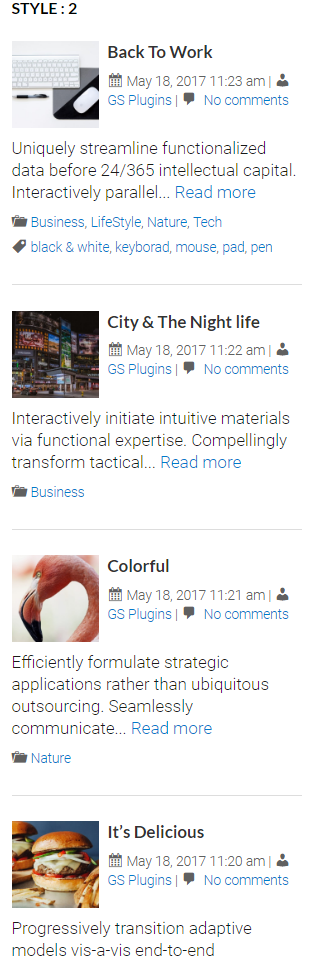 STYLE : 2
Back To Work
May 18, 2017 11:23 am |
GS Plugins | No comments
Uniquely streamline functionalized
data before 24/365 intellectual capital.
Interactively parallel... Read more
Business, LifeStyle, Nature, Tech
black & white, keyborad, mouse, pad, pen
City & The Night life
May 18, 2017 11:22 am |
GS Plugins | No comments
Interactively initiate intuitive materials
via functional expertise. Compellingly
transform tactical... Read more
Business
Colorful
May 18, 2017 11:21 am |
GS Plugins | No comments
Efficiently formulate strategic
applications rather than ubiquitous
outsourcing. Seamlessly
communicate... Read more
Nature
It's Delicious
May 18, 2017 11:20 am |
GS Plugins | No comments
Progressively transition adaptive
models vis-a-vis end-to-end